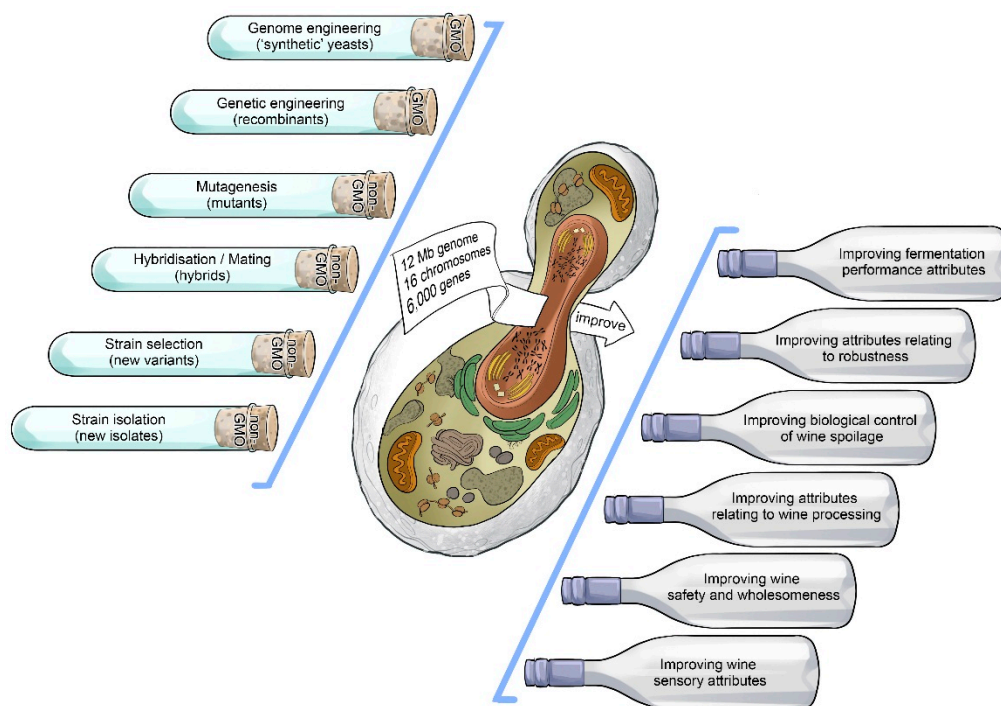 Genome engineering
('synthetic' yeasts)
GMO
Genetic engineering
(recombinants)
GMO
Mutagenesis
(mutants)
non-
GMO
Hybridisation / Mating
(hybrids)
non-
GMO
Strain selection
(new variants)
non-
GMO
Strain isolation
(new isolates)
non-
GMO
12 Mb genome
16 chromosomes
6,000 genes
improve
Improving fermentation
performance attributes
Improving attributes relating
to robustness
Improving biological control
of wine spoilage
Improving attributes
relating to wine processing
Improving wine
safety and wholesomeness
Improving wine
sensory attributes